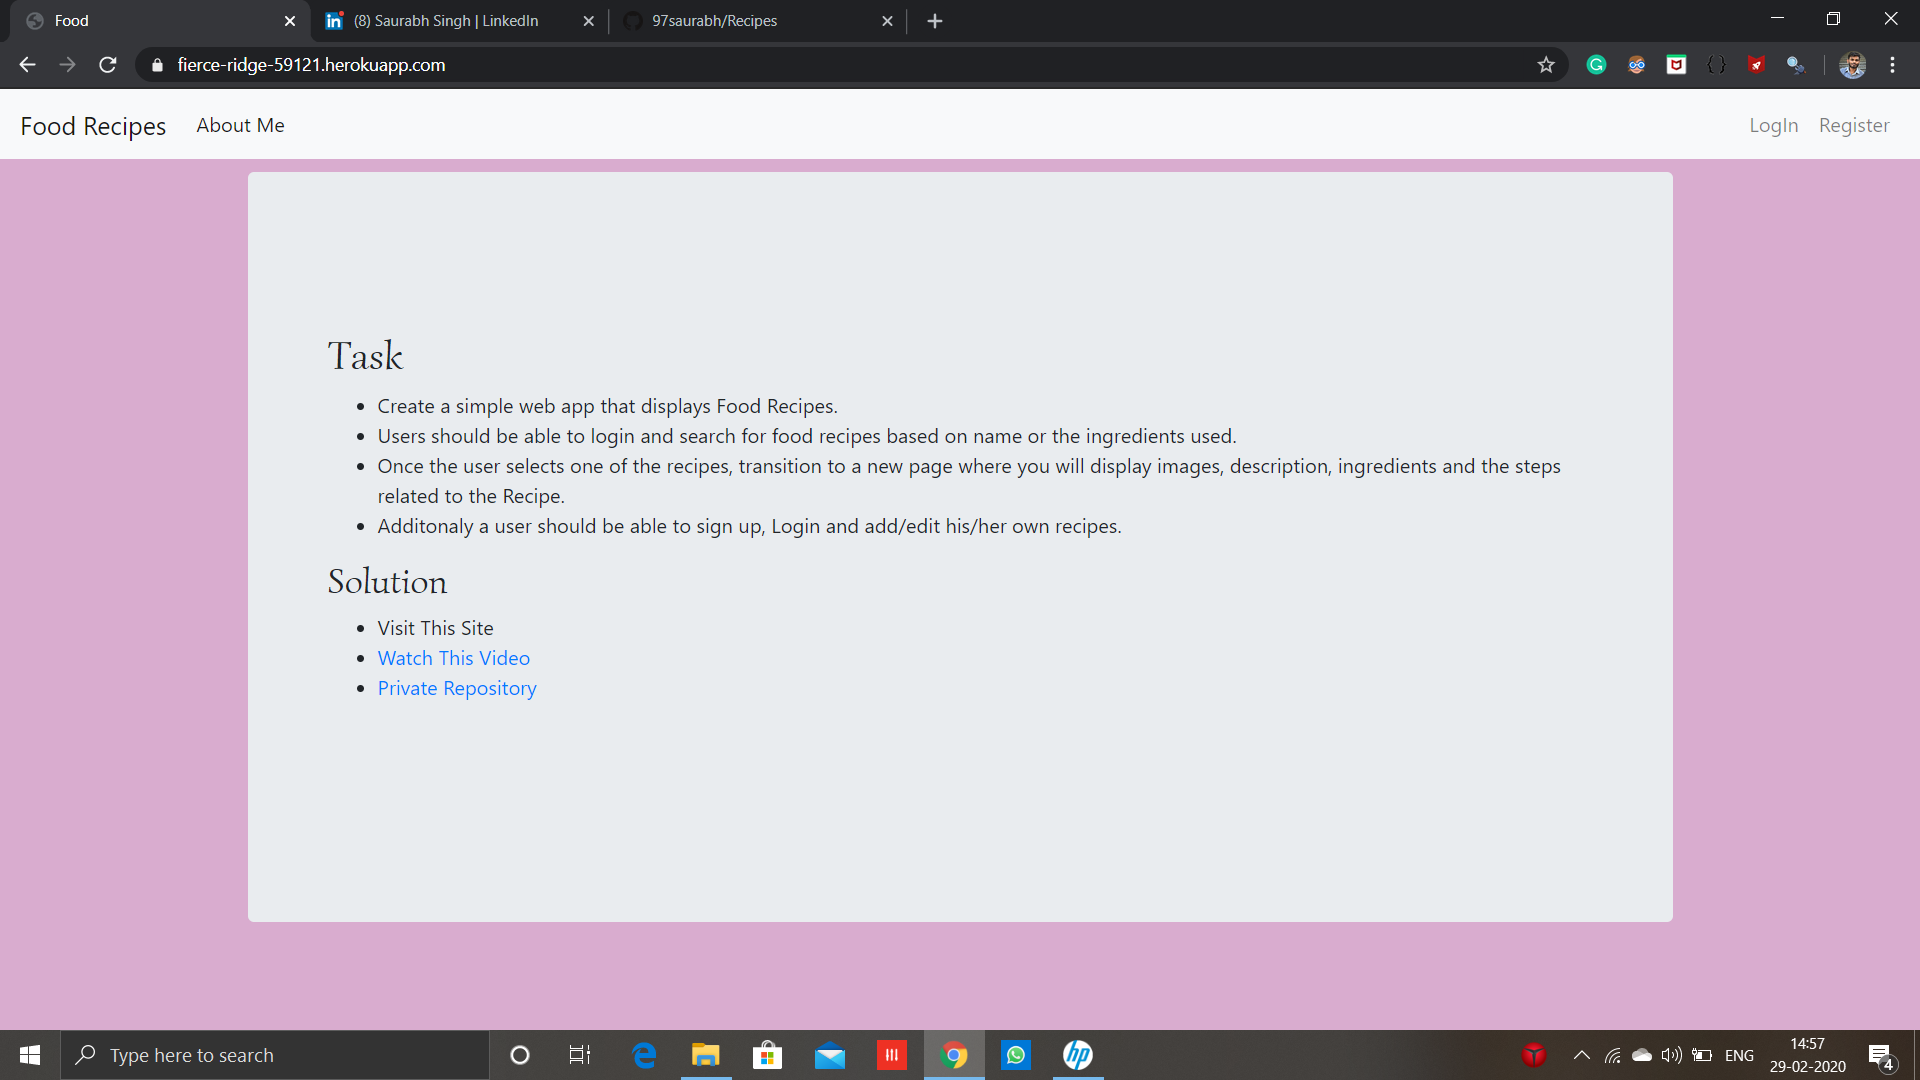 Food
(8) Saurabh Singh | LinkedIn
97saurabh/Recipes
fierce-ridge-59121.herokuapp.com
Food Recipes
About Me
LogIn
Register
Task
Create a simple web app that displays Food Recipes.
Users should be able to login and search for food recipes based on name or the ingredients used.
Once the user selects one of the recipes, transition to a new page where you will display images, description, ingredients and the steps
related to the Recipe.
Additonaly a user should be able to sign up, Login and add/edit his/her own recipes.
Solution
Visit This Site
Watch This Video
Private Repository
Type here to search
ENG
14:57
29-02-2020
4